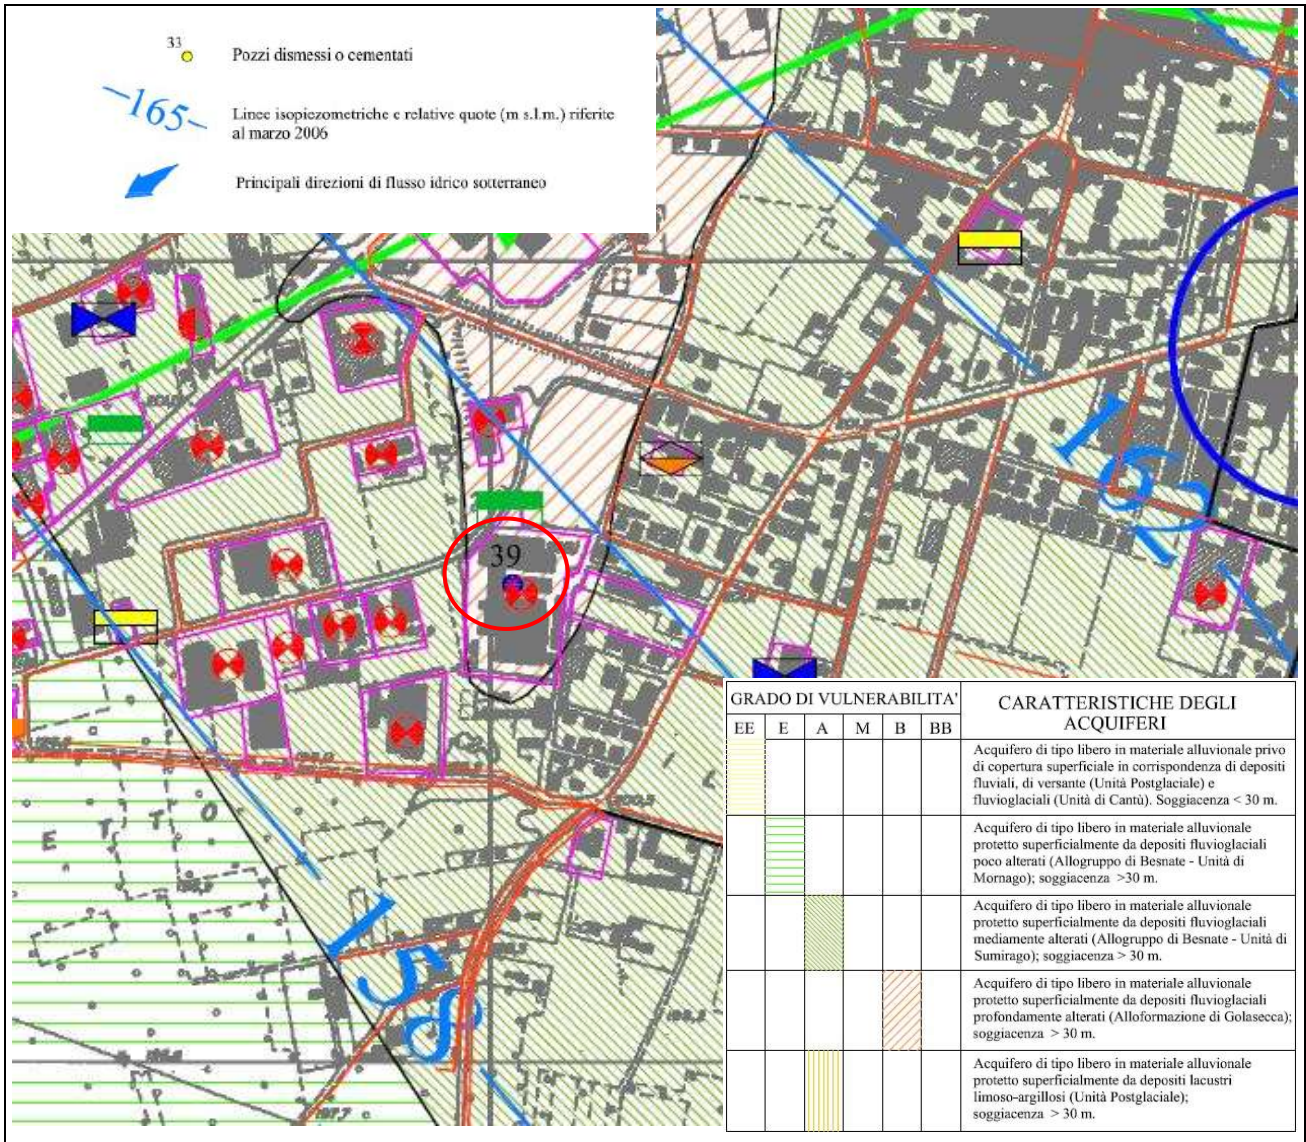 33
Pozzi dismessi o cementati
165
Linee isopiezometriche e relative quote (m s.l.m.) riferite
al marzo 2006
Principali direzioni di flusso idrico sotterraneo
162
39
E T T O
158
GRADO DI VULNERABILITA'
EE E A M B BB
CARATTERISTICHE DEGLI
ACQUIFERI
Acquifero di tipo libero in materiale alluvionale privo
di copertura superficiale in corrispondenza di depositi
fluviali, di versante (Unità Postglaciale) e
fluvioglaciali (Unità di Cantù). Soggiacenza < 30 m.
Acquifero di tipo libero in materiale alluvionale
protetto superficialmente da depositi fluvioglaciali
poco alterati (Allogruppo di Besnate - Unità di
Mornago); soggiacenza >30 m.
Acquifero di tipo libero in materiale alluvionale
protetto superficialmente da depositi fluvioglaciali
mediamente alterati (Allogruppo di Besnate - Unità di
Sumirago); soggiacenza > 30 m.
Acquifero di tipo libero in materiale alluvionale
protetto superficialmente da depositi fluvioglaciali
profondamente alterati (Alloformazione di Golasecca);
soggiacenza > 30 m.
Acquifero di tipo libero in materiale alluvionale
protetto superficialmente da depositi lacustri
limoso-argillosi (Unità Postglaciale);
soggiacenza > 30 m.